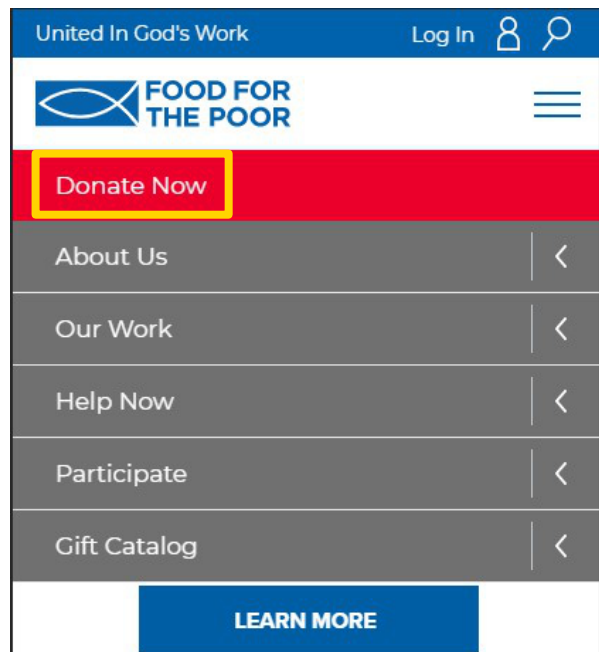 United In God's Work Log In
FOOD FOR
THE POOR
Donate Now
About Us
Our Work
Help Now
Participate
Gift Catalog
LEARN MORE